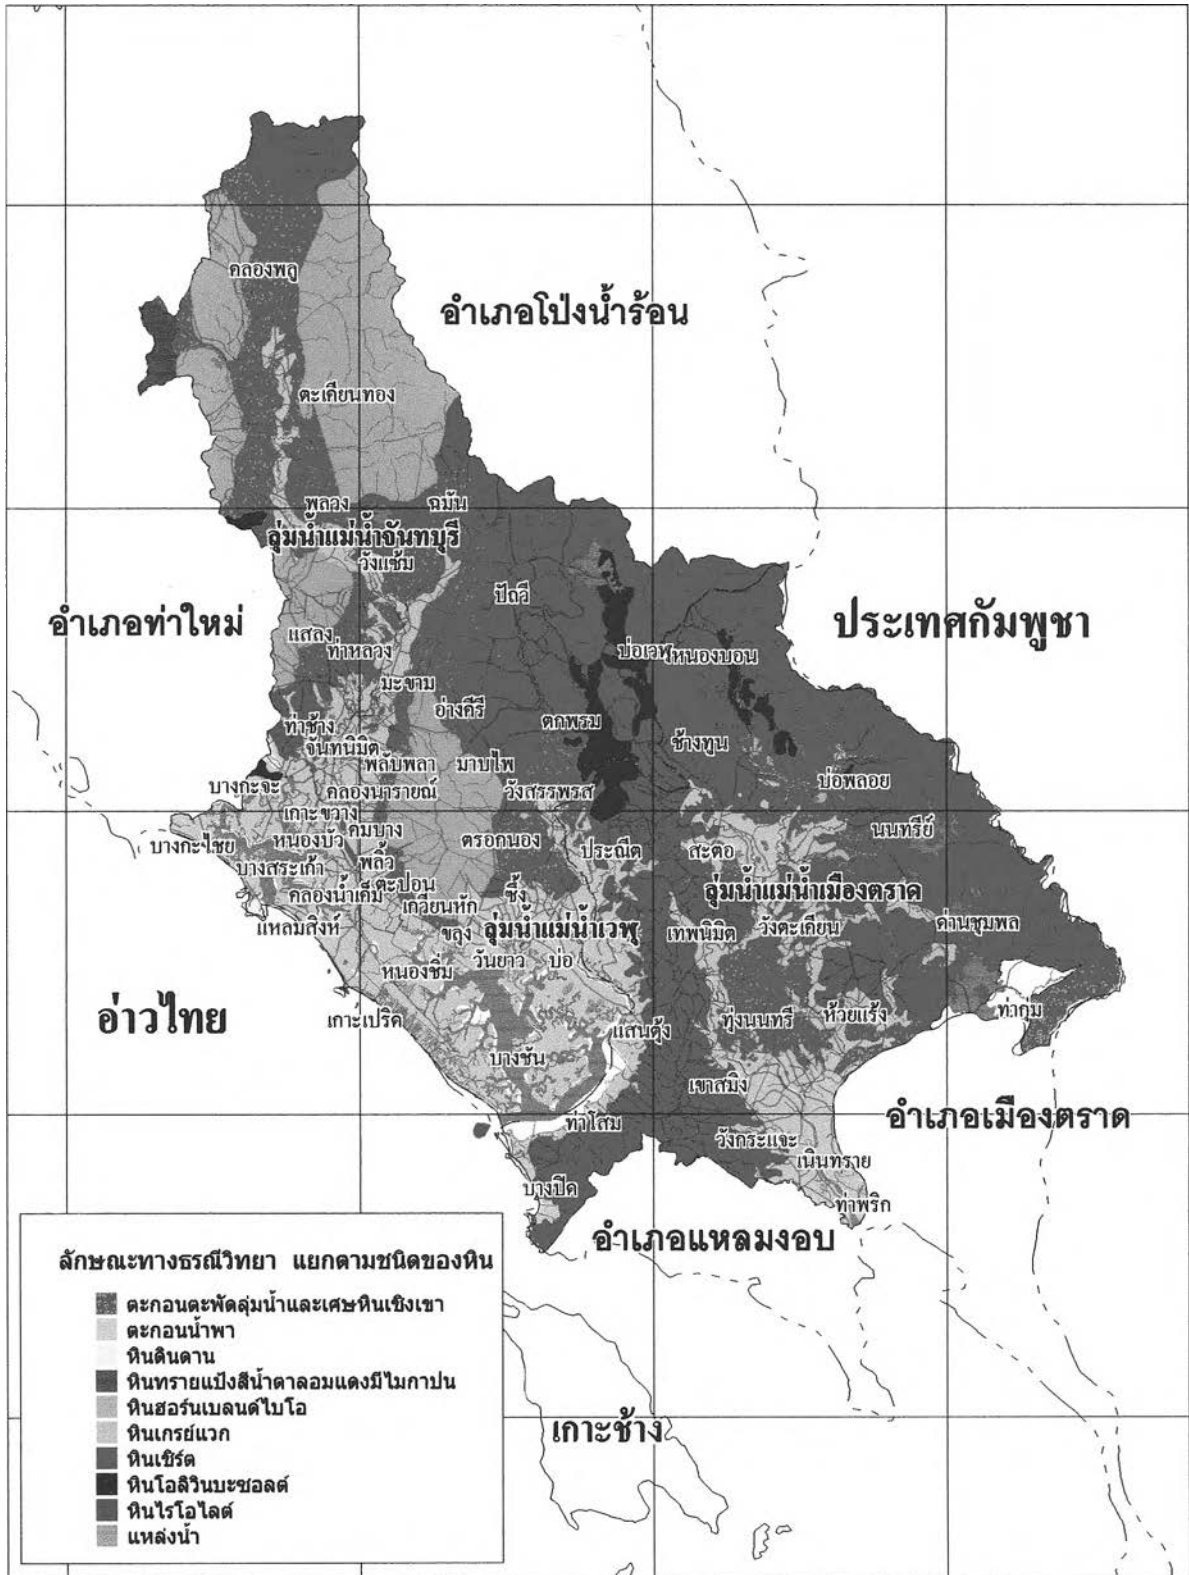 คลองพลู
อำเภอโป่งน้ำร้อน
ตะเคียนทอง
พลวง
ฉมัน
ลุ่มน้ำแม่น้ำจันทบุรี
วังแซ้ม
ปัถวี
อำเภอท่าใหม่
ประเทศกัมพูชา
แสลง
ท่าหลวง
บ่อเวฬุ
หนองบอน
มะขาม
อ่างคีรี
ท่าช้าง
ตกพรม
ช้างทูน
จันทนิมิต
พลับพลา
มาบไพ
บ่อพลอย
บางกะจะ
คลองนารายณ์
วังสรรพรส
เกาะขวาง
คมบาง
นนทรีย์
บางกะไชย
หนองบัว
ตรอกนอง
ประณีต
สะตอ
บางสระเก้า
พลิ้ว
ตะปอน
คลองน้ำเค็ม
ซึ้ง
ลุ่มน้ำแม่น้ำเมืองตราด
เกวียนหัก
แหลมสิงห์
ขลุง
ลุ่มน้ำแม่น้ำเวฬุ
เทพนิมิต
วังตะเคียน
ด่านชุมพล
หนองชิ่ม
วันยาว
บ่อ
อ่าวไทย
เกาะเปริด
แสนตุ้ง
ทุ่งนนทรี
ห้วยแร้ง
ท่ากุ่ม
บางชัน
เขาสมิง
ท่าโสม
อำเภอเมืองตราด
วังกระแจะ
เนินทราย
บางปิด
ท่าพริก
อำเภอแหลมงอบ
ลักษณะทางธรณีวิทยา แยกตามชนิดของหิน
ตะกอนตะพัดลุ่มน้ำและเศษหินเชิงเขา
ตะกอนน้ำพา
หินดินดาน
หินทรายแป้งสีน้ำตาลอมแดงมีไมกาปน
หินฮอร์นเบลนด์ไบโอ
หินเกรย์แวก
หินเชิร์ต
หินโอลิวินบะซอลต์
หินไรโอไลต์
แหล่งน้ำ
เกาะช้าง